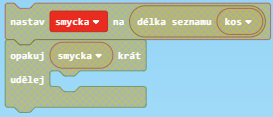 nastav smycka na délka seznamu kos
opakuj smycka krát
udělej